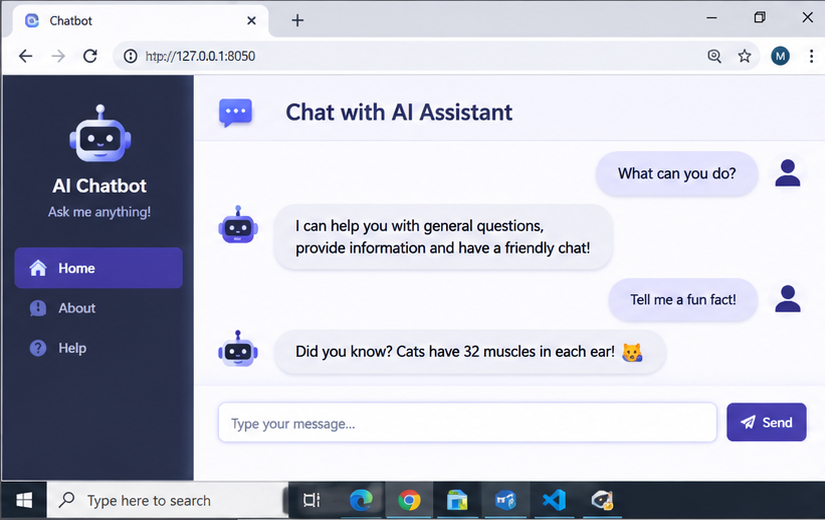 Chatbot
http://127.0.0.1:8050
M
AI Chatbot
Ask me anything!
Home
About
Help
Chat with AI Assistant
What can you do?
I can help you with general questions,
provide information and have a friendly chat!
Tell me a fun fact!
Did you know? Cats have 32 muscles in each ear!
Type your message...
Send
Type here to search